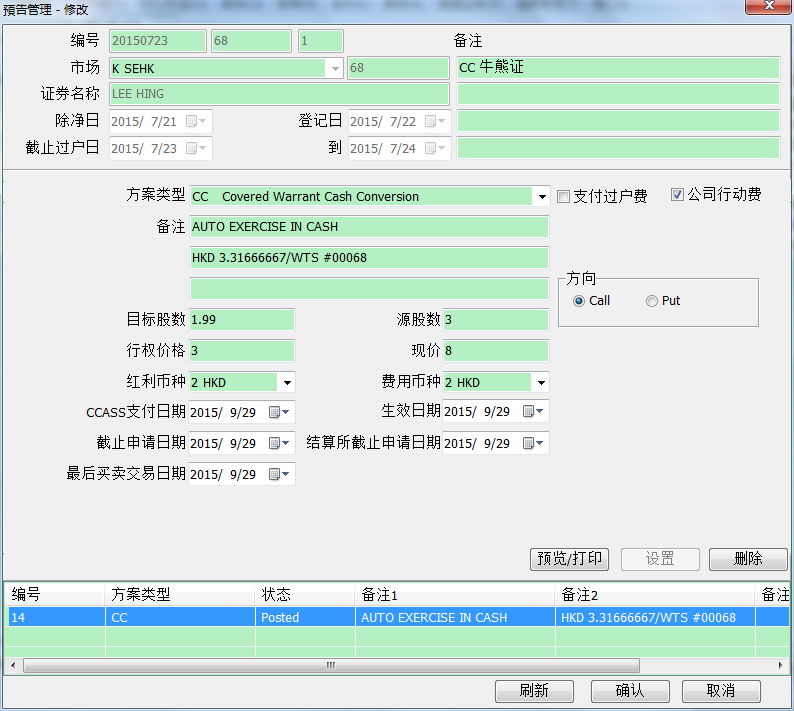 预告管理 - 修改
编号 20150723 68 1 备注
市场 K SEHK 68 CC 牛熊证
证券名称 LEE HING
除净日 2015/ 7/21 登记日 2015/ 7/22
截止过户日 2015/ 7/23 到 2015/ 7/24
方案类型 CC Covered Warrant Cash Conversion 支付过户费 公司行动费
备注 AUTO EXERCISE IN CASH
HKD 3.31666667/WTS #00068
方向
Call Put
目标股数 1.99 源股数 3
行权价格 3 现价 8
红利币种 2 HKD 费用币种 2 HKD
CCASS支付日期 2015/ 9/29 生效日期 2015/ 9/29
截止申请日期 2015/ 9/29 结算所截止申请日期 2015/ 9/29
最后买卖交易日期 2015/ 9/29
预览/打印 设置 删除
编号 方案类型 状态 备注1 备注2 备注
14 CC Posted AUTO EXERCISE IN CASH HKD 3.31666667/WTS #00068
刷新 确认 取消